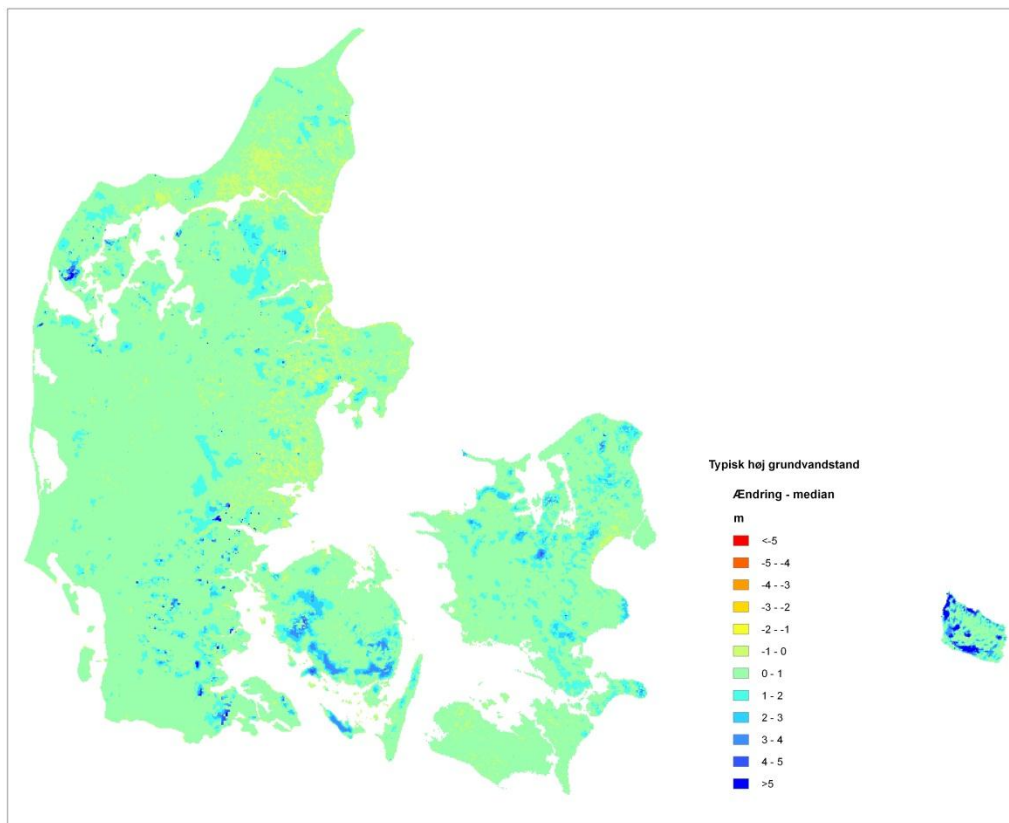 Typisk høj grundvandstand
Ændring - median
m
<-5
-5 - -4
-4 - -3
-3 - -2
-2 - -1
-1 - 0
0 - 1
1 - 2
2 - 3
3 - 4
4 - 5
>5